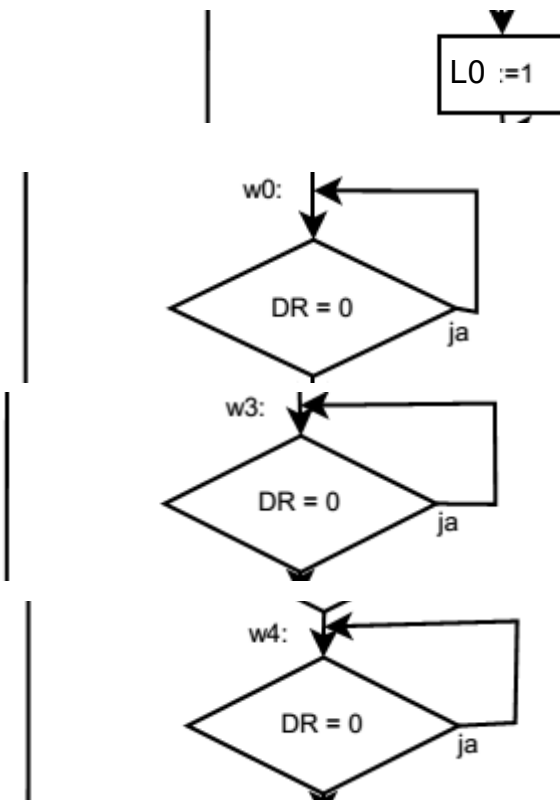 L0 :=1
w0:
DR = 0
ja
w3:
DR = 0
ja
w4:
DR = 0
ja